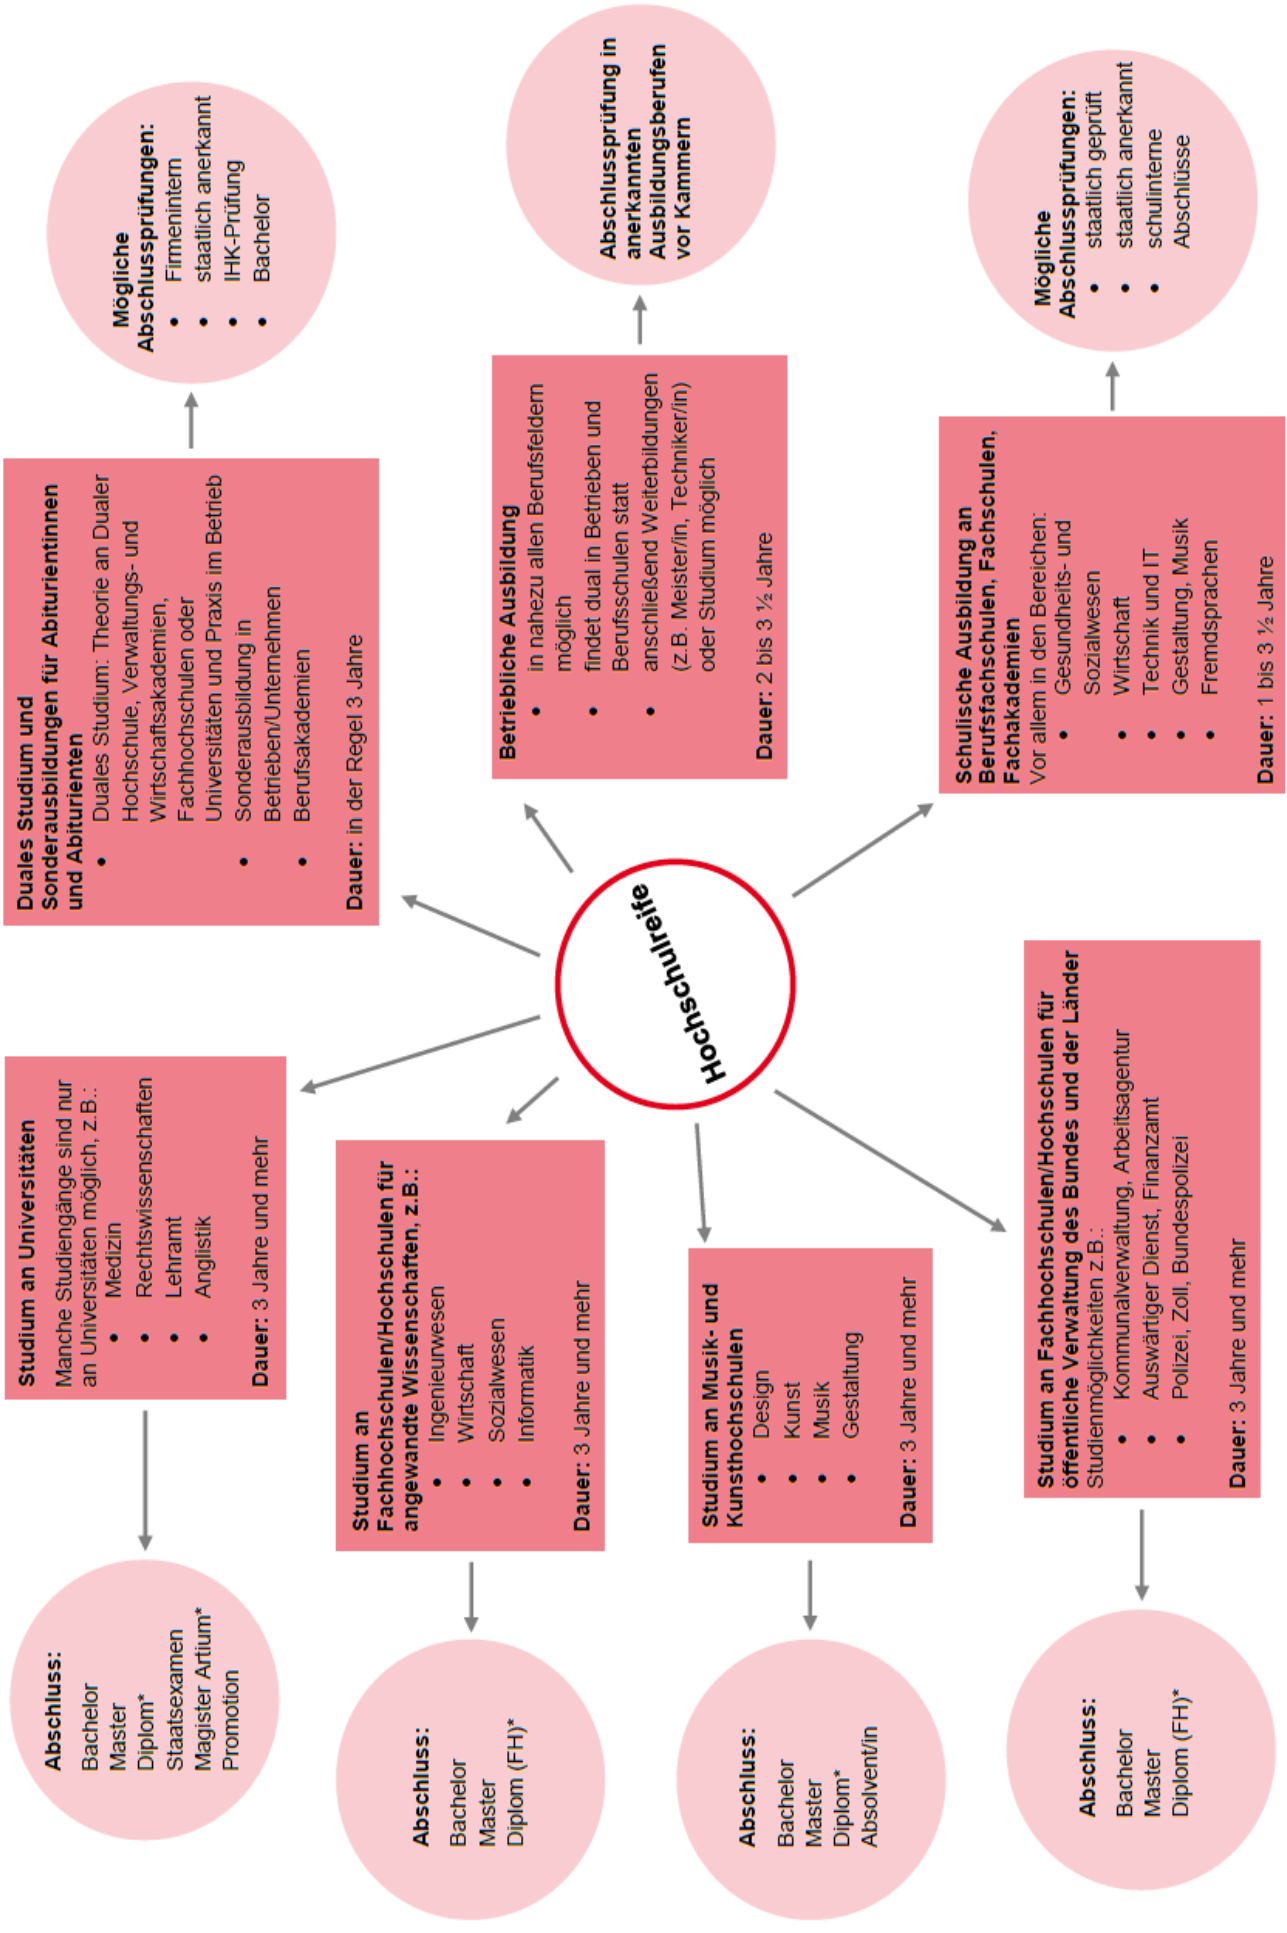 Abschluss:
Bachelor
Master
Diplom*
Staatsexamen
Magister Artium*
Promotion
Studium an Universitäten
Manche Studiengänge sind nur
an Universitäten möglich, z.B.:
• Medizin
• Rechtswissenschaften
• Lehramt
• Anglistik
Dauer: 3 Jahre und mehr
Duales Studium und
Sonderausbildungen für Abiturientinnen
und Abiturienten
• Duales Studium: Theorie an Dualer
Hochschule, Verwaltungs- und
Wirtschaftsakademien,
Fachhochschulen oder
Universitäten und Praxis im Betrieb
• Sonderausbildung in
Betrieben/Unternehmen
• Berufsakademien
Dauer: in der Regel 3 Jahre
Mögliche
Abschlussprüfungen:
• Firmenintern
• staatlich anerkannt
• IHK-Prüfung
• Bachelor
Abschluss:
Bachelor
Master
Diplom (FH)*
Studium an
Fachhochschulen/Hochschulen für
angewandte Wissenschaften, z.B.:
• Ingenieurwesen
• Wirtschaft
• Sozialwesen
• Informatik
Dauer: 3 Jahre und mehr
Hochschulreife
Betriebliche Ausbildung
• in nahezu allen Berufsfeldern
möglich
• findet dual in Betrieben und
Berufsschulen statt
• anschließend Weiterbildungen
(z.B. Meister/in, Techniker/in)
oder Studium möglich
Dauer: 2 bis 3 ½ Jahre
Abschlussprüfung in
anerkannten
Ausbildungsberufen
vor Kammern
Abschluss:
Bachelor
Master
Diplom*
Absolvent/in
Studium an Musik- und
Kunsthochschulen
• Design
• Kunst
• Musik
• Gestaltung
Dauer: 3 Jahre und mehr
Schulische Ausbildung an
Berufsfachschulen, Fachschulen,
Fachakademien
Vor allem in den Bereichen:
• Gesundheits- und
Sozialwesen
• Wirtschaft
• Technik und IT
• Gestaltung, Musik
• Fremdsprachen
Dauer: 1 bis 3 ½ Jahre
Mögliche
Abschlussprüfungen:
• staatlich geprüft
• staatlich anerkannt
• schulinterne
Abschlüsse
Abschluss:
Bachelor
Master
Diplom (FH)*
Studium an Fachhochschulen/Hochschulen für
öffentliche Verwaltung des Bundes und der Länder
Studienmöglichkeiten z.B.:
• Kommunalverwaltung, Arbeitsagentur
• Auswärtiger Dienst, Finanzamt
• Polizei, Zoll, Bundespolizei
Dauer: 3 Jahre und mehr